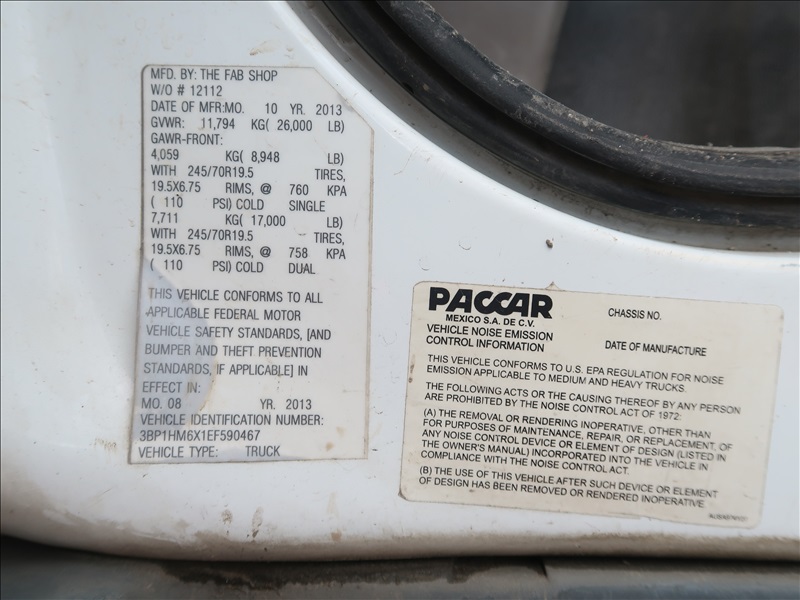 MFD. BY: THE FAB SHOP
W/O # 12112
DATE OF MFR:MO. 10 YR. 2013
GVWR: 11,794 KG( 26,000 LB)
GAWR-FRONT:
4,059 KG( 8,948 LB)
WITH 245/70R19.5 TIRES,
19.5X6.75 RIMS, @ 760 KPA
( 110 PSI) COLD SINGLE
7,711 KG( 17,000 LB)
WITH 245/70R19.5 TIRES,
19.5X6.75 RIMS, @ 758 KPA
( 110 PSI) COLD DUAL
THIS VEHICLE CONFORMS TO ALL
APPLICABLE FEDERAL MOTOR
VEHICLE SAFETY STANDARDS, [AND
BUMPER AND THEFT PREVENTION
STANDARDS, IF APPLICABLE] IN
EFFECT IN:
MO. 08 YR. 2013
VEHICLE IDENTIFICATION NUMBER:
3BP1HM6X1EF590467
VEHICLE TYPE: TRUCK
PACCAR
MEXICO S.A. DE C.V.
VEHICLE NOISE EMISSION
CONTROL INFORMATION
CHASSIS NO.
DATE OF MANUFACTURE
THIS VEHICLE CONFORMS TO U.S. EPA REGULATION FOR NOISE
EMISSION APPLICABLE TO MEDIUM AND HEAVY TRUCKS.
THE FOLLOWING ACTS OR THE CAUSING THEREOF BY ANY PERSON
ARE PROHIBITED BY THE NOISE CONTROL ACT OF 1972:
(A) THE REMOVAL OR RENDERING INOPERATIVE, OTHER THAN
FOR PURPOSES OF MAINTENANCE, REPAIR, OR REPLACEMENT, OF
ANY NOISE CONTROL DEVICE OR ELEMENT OF DESIGN (LISTED IN
THE OWNER'S MANUAL) INCORPORATED INTO THE VEHICLE IN
COMPLIANCE WITH THE NOISE CONTROL ACT.
(B) THE USE OF THIS VEHICLE AFTER SUCH DEVICE OR ELEMENT
OF DESIGN HAS BEEN REMOVED OR RENDERED INOPERATIVE.